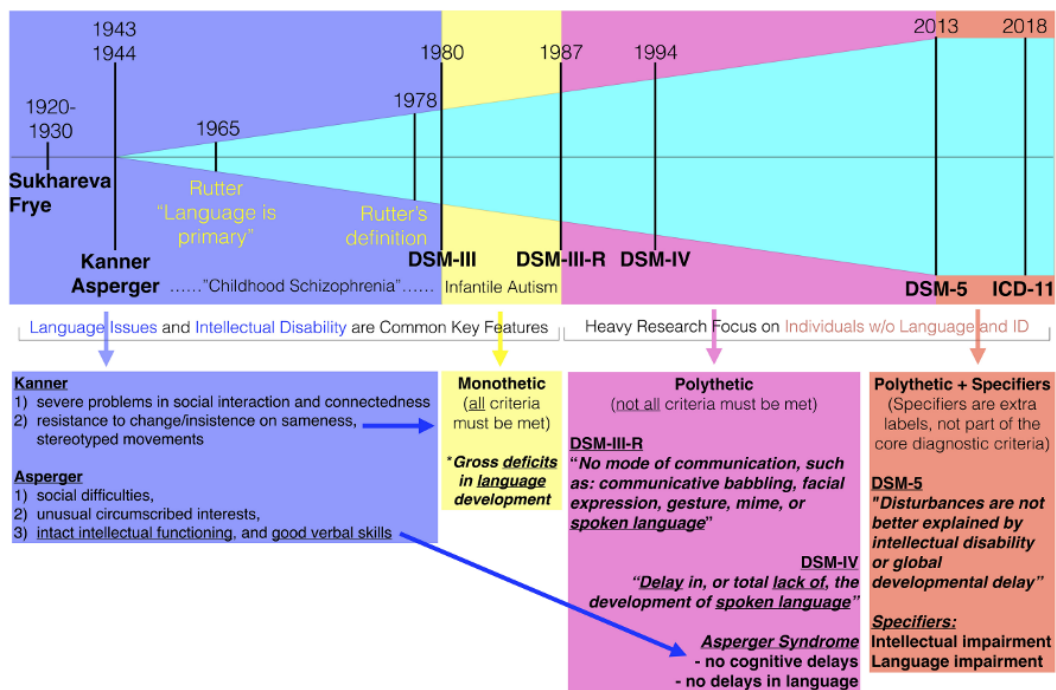 1943
1944
1920-
1930
1965
1978
1980
1987
1994
2013
2018
Sukhareva
Frye
Rutter
“Language is
primary”
Rutter’s
definition
Kanner
Asperger
DSM-III
DSM-III-R
DSM-IV
DSM-5
ICD-11
……"Childhood Schizophrenia"……
Infantile Autism
Language Issues and Intellectual Disability are Common Key Features
Heavy Research Focus on Individuals w/o Language and ID
Kanner
1) severe problems in social interaction and connectedness
2) resistance to change/insistence on sameness,
stereotyped movements
Asperger
1) social difficulties,
2) unusual circumscribed interests,
3) intact intellectual functioning, and good verbal skills
Monothetic
(all criteria
must be met)
*Gross deficits
in language
development
Polythetic
(not all criteria must be met)
DSM-III-R
“No mode of communication, such
as: communicative babbling, facial
expression, gesture, mime, or
spoken language”
DSM-IV
“Delay in, or total lack of, the
development of spoken language”
Asperger Syndrome
- no cognitive delays
- no delays in language
Polythetic + Specifiers
(Specifiers are extra
labels, not part of the
core diagnostic criteria)
DSM-5
"Disturbances are not
better explained by
intellectual disability
or global
developmental delay”
Specifiers:
Intellectual impairment
Language impairment